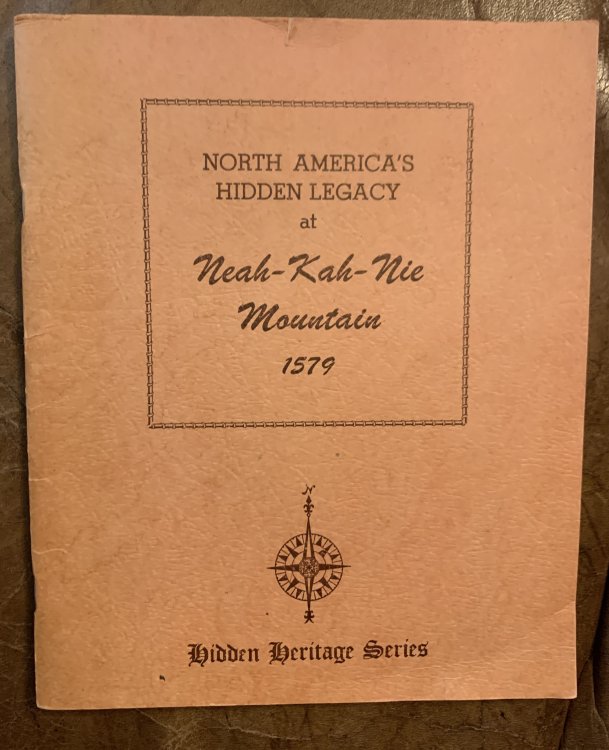 NORTH AMERICA'S
HIDDEN LEGACY
at
Neah-Kah-Nie
Mountain
1579
N
Hidden Heritage Series